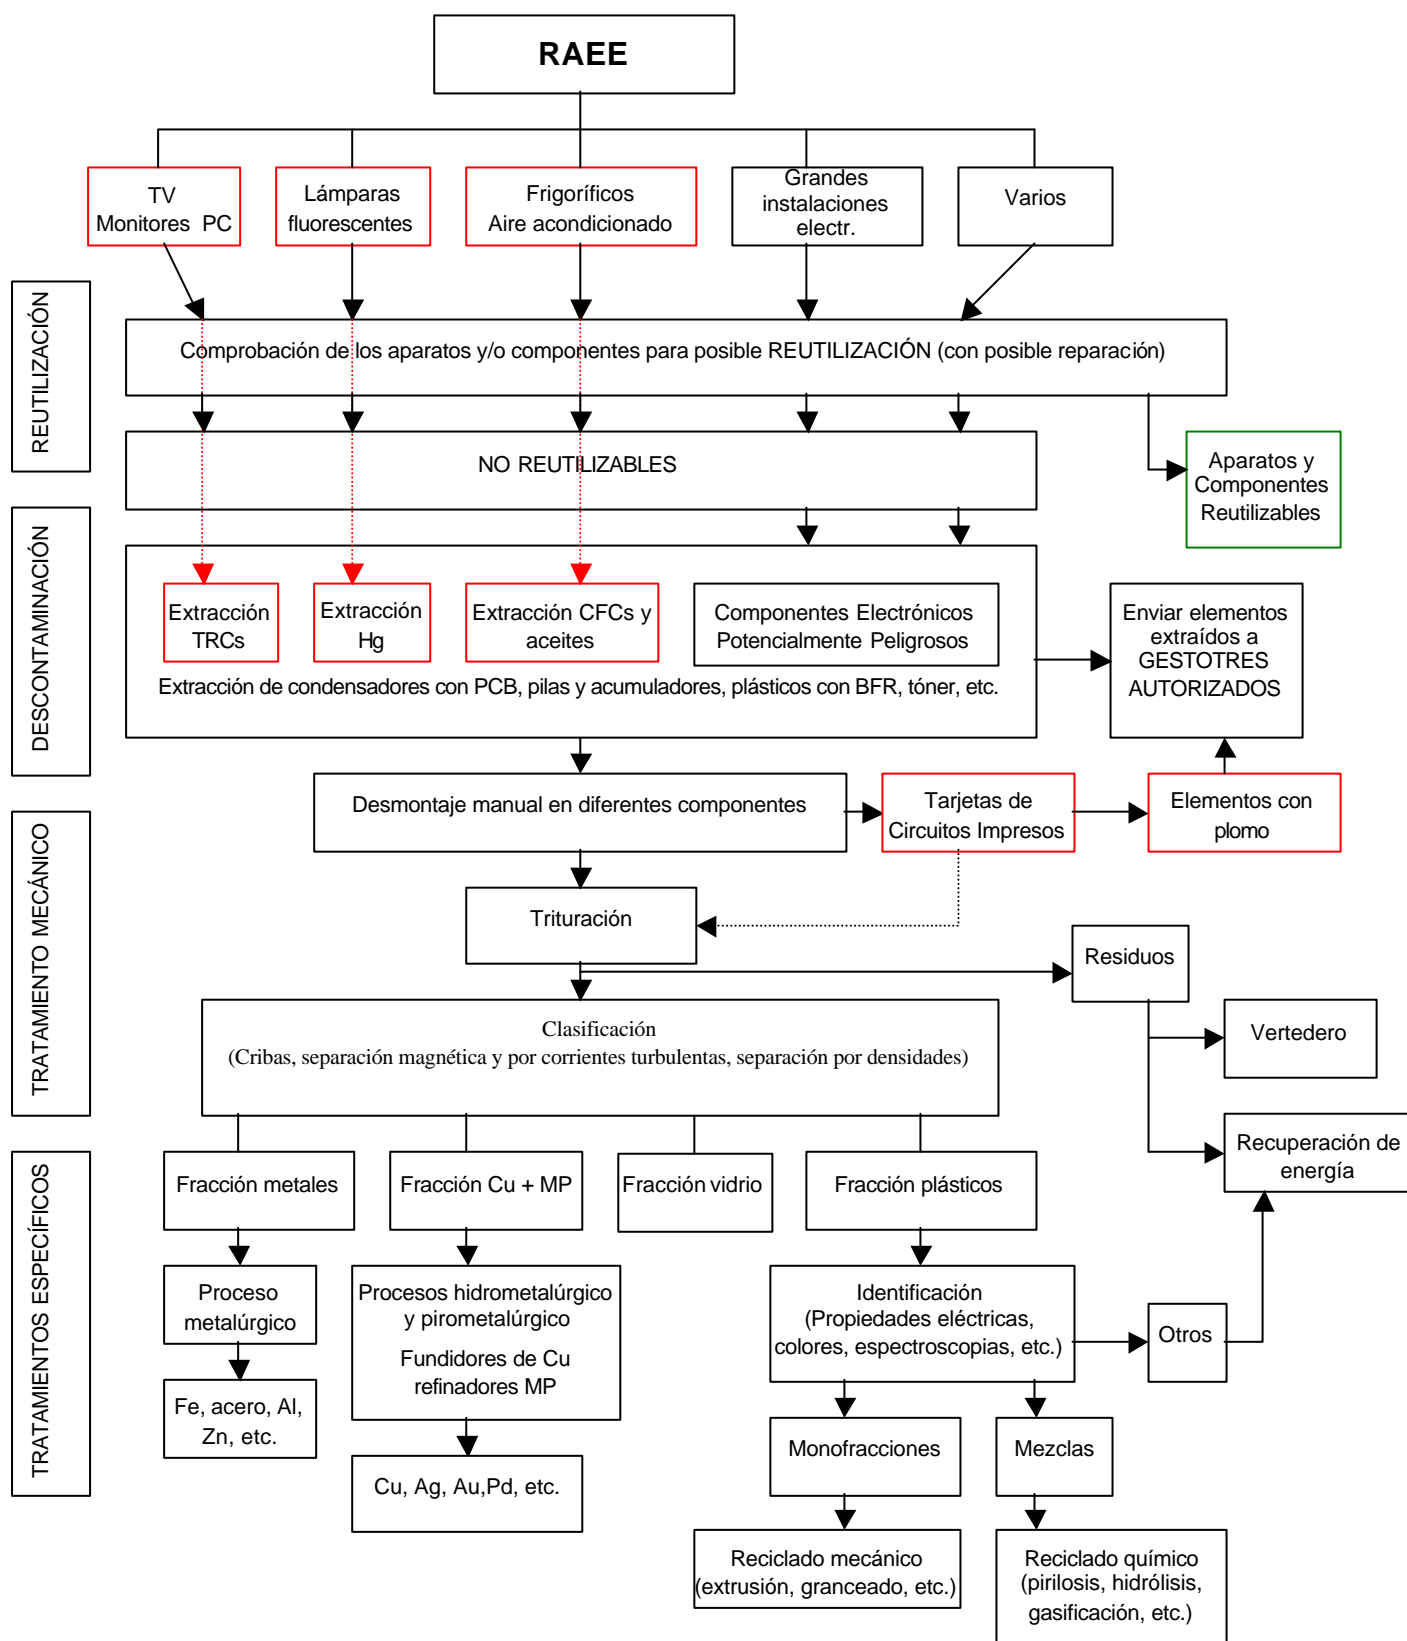 RAEE
TV
Monitores PC
Lámparas
fluorescentes
Frigoríficos
Aire acondicionado
Grandes
instalaciones
electr.
Varios
REUTILIZACIÓN
Comprobación de los aparatos y/o componentes para posible REUTILIZACIÓN (con posible reparación)
NO REUTILIZABLES
Aparatos y
Componentes
Reutilizables
DESCONTAMINACIÓN
Extracción
TRCs
Extracción
Hg
Extracción CFCs y
aceites
Componentes Electrónicos
Potencialmente Peligrosos
Extracción de condensadores con PCB, pilas y acumuladores, plásticos con BFR, tóner, etc.
Enviar elementos
extraídos a
GESTOTRES
AUTORIZADOS
TRATAMIENTO MECÁNICO
Desmontaje manual en diferentes componentes
Tarjetas de
Circuitos Impresos
Elementos con
plomo
Trituración
Residuos
Clasificación
(Cribas, separación magnética y por corrientes turbulentas, separación por densidades)
Vertedero
Recuperación de
energía
TRATAMIENTOS ESPECÍFICOS
Fracción metales
Fracción Cu + MP
Fracción vidrio
Fracción plásticos
Proceso
metalúrgico
Procesos hidrometalúrgico
y pirometalúrgico
Fundidores de Cu
refinadores MP
Identificación
(Propiedades eléctricas,
colores, espectroscopias, etc.)
Otros
Fe, acero, Al,
Zn, etc.
Cu, Ag, Au,Pd, etc.
Monofracciones
Mezclas
Reciclado mecánico
(extrusión, granceado, etc.)
Reciclado químico
(pirilosis, hidrólisis,
gasificación, etc.)